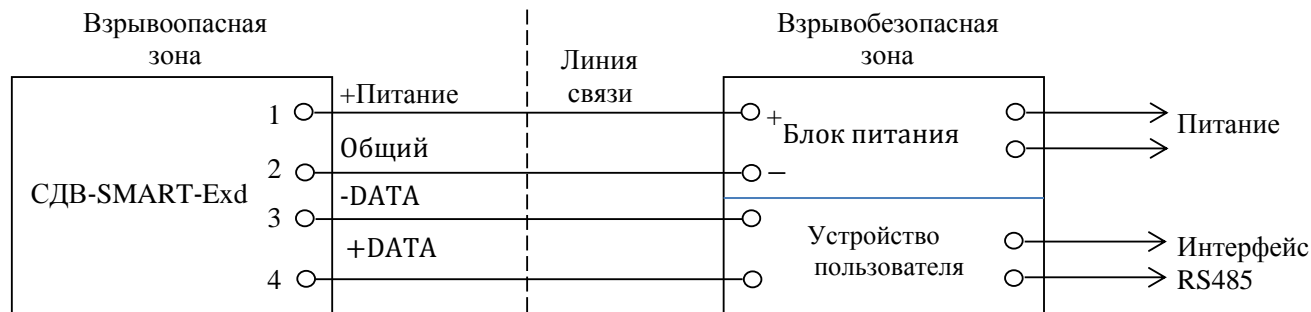 Взрывоопасная
зона
Взрывобезопасная
зона
Линия
связи
СДВ-SMART-Exd
1
+Питание
2
Общий
3
-DATA
4
+DATA
+
Блок питания
−
Устройство
пользователя
Питание
Интерфейс
RS485